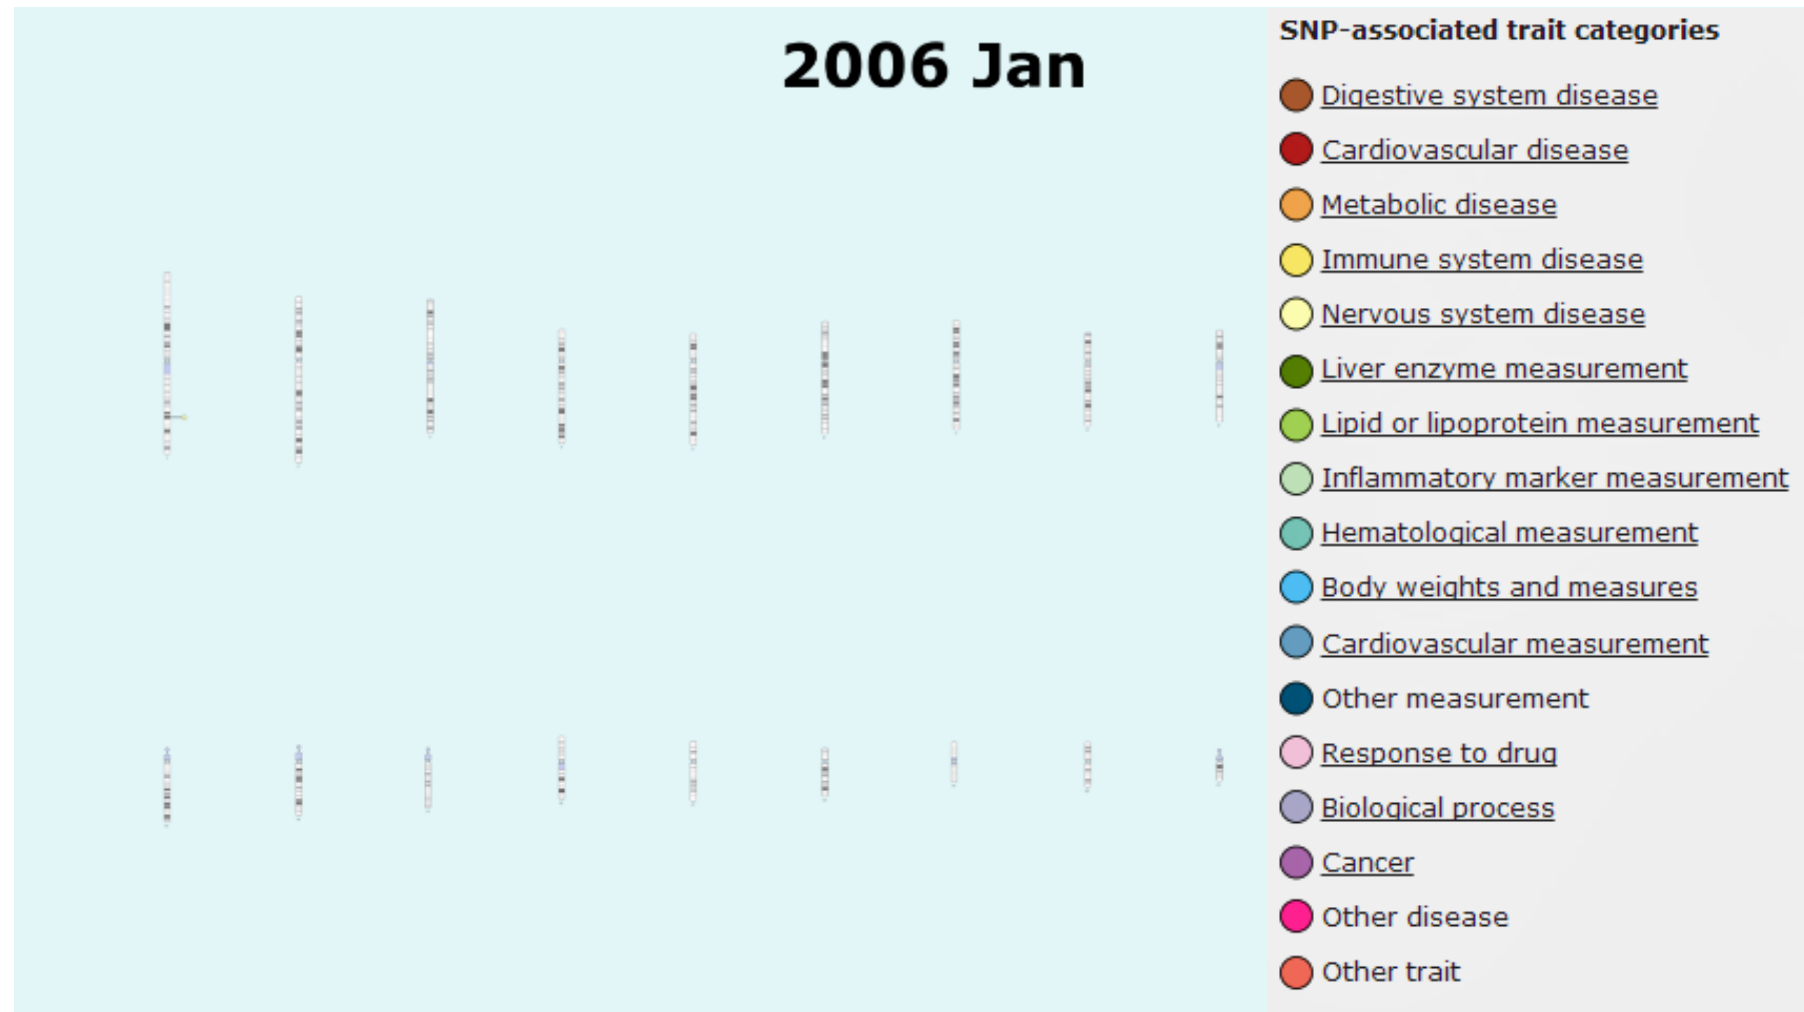 2006 Jan
SNP-associated trait categories
Digestive system disease
Cardiovascular disease
Metabolic disease
Immune system disease
Nervous system disease
Liver enzyme measurement
Lipid or lipoprotein measurement
Inflammatory marker measurement
Hematological measurement
Body weights and measures
Cardiovascular measurement
Other measurement
Response to drug
Biological process
Cancer
Other disease
Other trait